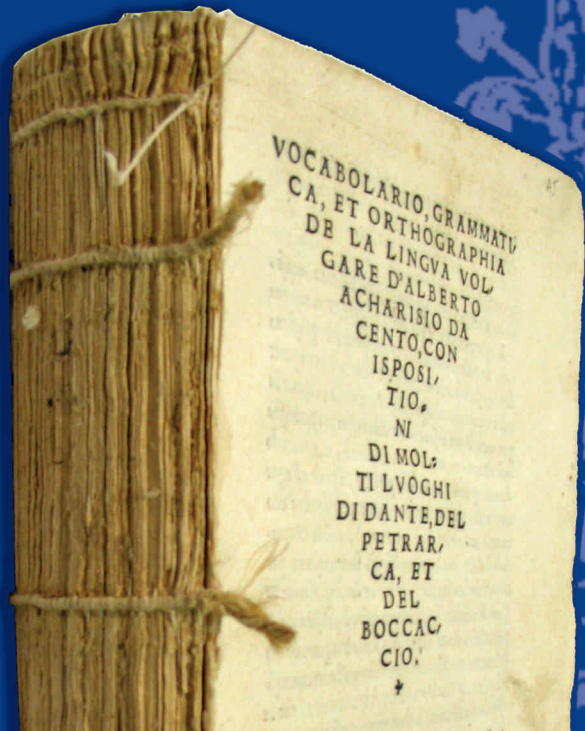 VOCABOLARIO, GRAMMATI,
CA, ET ORTHOGRAPHIA
DE LA LINGVA VOL,
GARE D'ALBERTO
ACHARISIO DA
CENTO, CON
ISPOSI,
TIO,
NI
DI MOL,
TI LVOGHI
DI DANTE, DEL
PETRAR,
CA, ET
DEL
BOCCAC,
CIO.